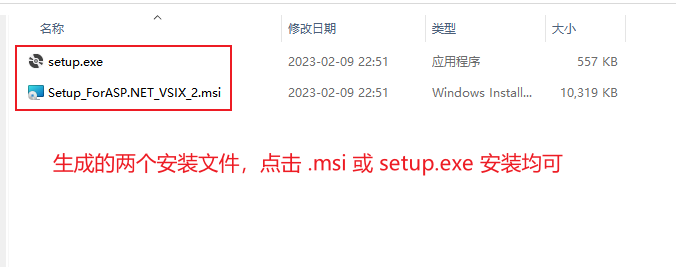 名称 修改日期 类型 大小
setup.exe 2023-02-09 22:51 应用程序 557 KB
Setup_ForASP.NET_VSIX_2.msi 2023-02-09 22:51 Windows Install... 10,319 KB
生成的两个安装文件，点击 .msi 或 setup.exe 安装均可